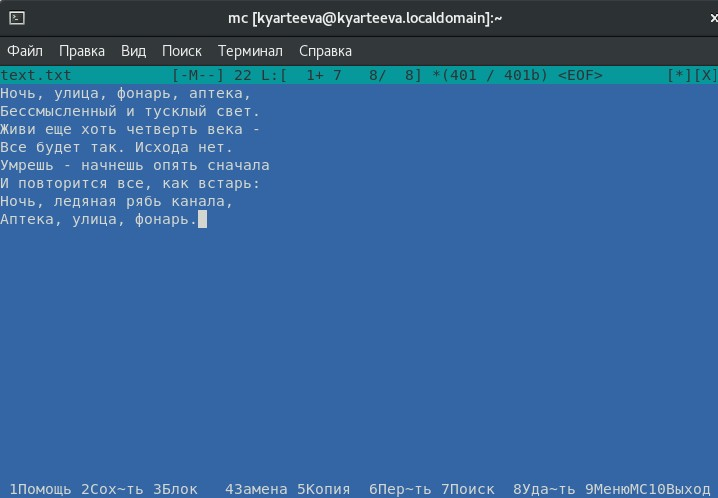 mc [kyarteeva@kyarteeva.localdomain]:~
Файл Правка Вид Поиск Терминал Справка
text.txt [-M--] 22 L:[ 1+ 7 8/ 8] *(401 / 401b) <EOF> [*][X]
Ночь, улица, фонарь, аптека,
Бессмысленный и тусклый свет.
Живи еще хоть четверть века -
Все будет так. Исхода нет.
Умрешь - начнешь опять сначала
И повторится все, как встарь:
Ночь, ледяная рябь канала,
Аптека, улица, фонарь.
1Помощь 2Сох~ть 3Блок 4Замена 5Копия 6Пер~ть 7Поиск 8Уда~ть 9МенюМС10Выход